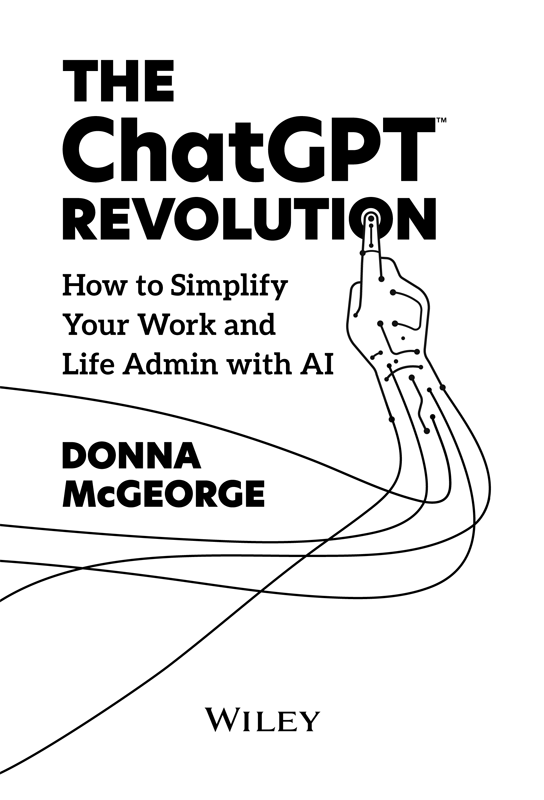 THE
ChatGPT™
REVOLUTION
How to Simplify
Your Work and
Life Admin with AI
DONNA
McGEORGE
WILEY